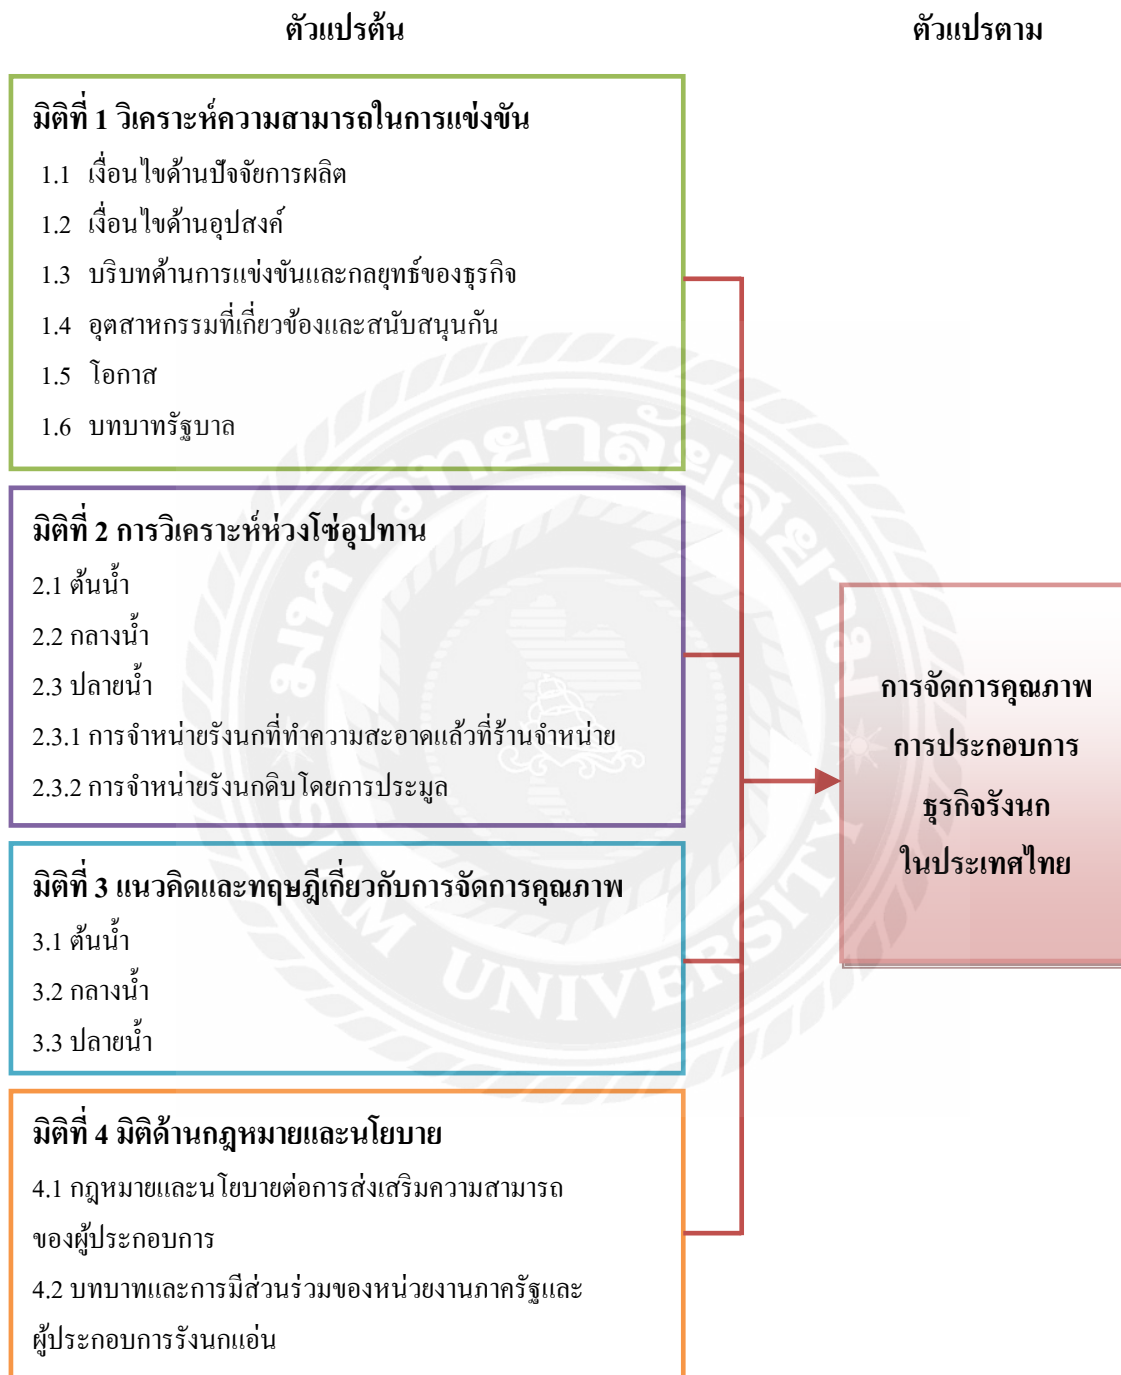 ตัวแปรต้น
ตัวแปรตาม
มิติที่ 1 วิเคราะห์ความสามารถในการแข่งขัน
1.1 เงื่อนไขด้านปัจจัยการผลิต
1.2 เงื่อนไขด้านอุปสงค์
1.3 บริบทด้านการแข่งขันและกลยุทธ์ของธุรกิจ
1.4 อุตสาหกรรมที่เกี่ยวข้องและสนับสนุนกัน
1.5 โอกาส
1.6 บทบาทรัฐบาล
มิติที่ 2 การวิเคราะห์ห่วงโซ่อุปทาน
2.1 ต้นน้ำ
2.2 กลางน้ำ
2.3 ปลายน้ำ
2.3.1 การจำหน่ายรังนกที่ทำความสะอาดแล้วที่ร้านจำหน่าย
2.3.2 การจำหน่ายรังนกดิบโดยการประมูล
มิติที่ 3 แนวคิดและทฤษฎีเกี่ยวกับการจัดการคุณภาพ
3.1 ต้นน้ำ
3.2 กลางน้ำ
3.3 ปลายน้ำ
มิติที่ 4 มิติด้านกฎหมายและนโยบาย
4.1 กฎหมายและนโยบายต่อการส่งเสริมความสามารถ
ของผู้ประกอบการ
4.2 บทบาทและการมีส่วนร่วมของหน่วยงานภาครัฐและ
ผู้ประกอบการรังนกแอ่น
การจัดการคุณภาพ
การประกอบการ
ธุรกิจรังนก
ในประเทศไทย
มหาวิทยาลัยสยาม
SIAM UNIVERSITY